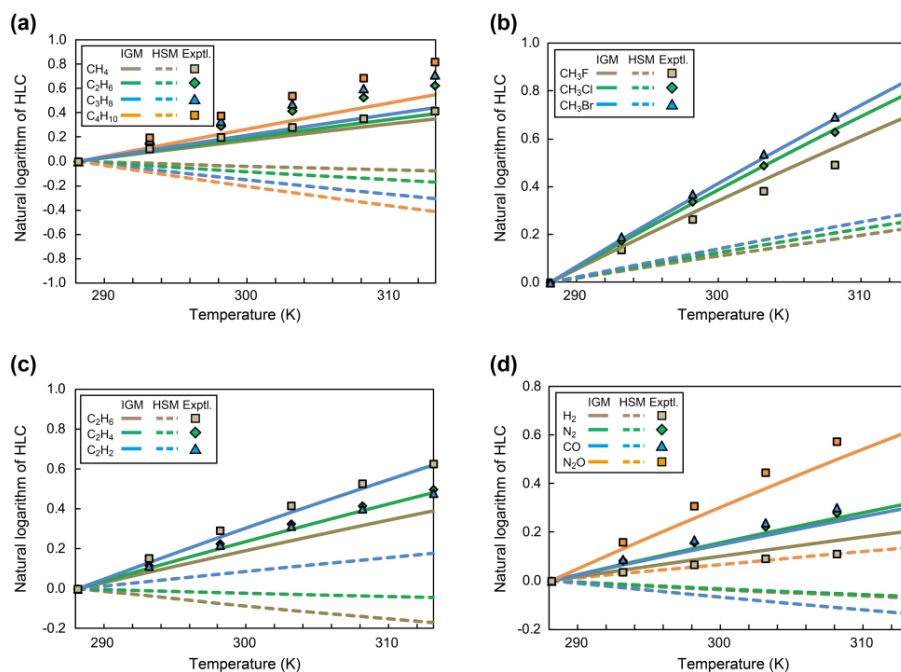 (a)
Natural logarithm of HLC
1.0
0.8
0.6
0.4
0.2
0.0
-0.2
-0.4
-0.6
-0.8
-1.0
IGM HSM Exptl.
CH4
C2H6
C3H8
C4H10
290 300 310
Temperature (K)
(b)
Natural logarithm of HLC
1.0
0.8
0.6
0.4
0.2
0.0
IGM HSM Exptl.
CH3F
CH3Cl
CH3Br
290 300 310
Temperature (K)
(c)
Natural logarithm of HLC
1.0
0.8
0.6
0.4
0.2
0.0
-0.2
IGM HSM Exptl.
C2H6
C2H4
C2H2
290 300 310
Temperature (K)
(d)
Natural logarithm of HLC
0.8
0.6
0.4
0.2
0.0
-0.2
IGM HSM Exptl.
H2
N2
CO
N2O
290 300 310
Temperature (K)